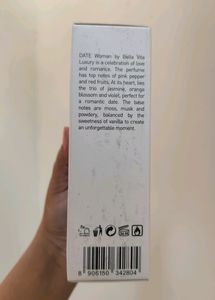 DATE Woman by Bella Vita
Luxury is a celebration of love
and romance. The perfume
has top notes of pink pepper
and red fruits. At its heart, lies
lies the trio of jasmine, orange
blossom and violet, perfect for
a romantic date. The base
notes are moss, musk and
powdery, balanced by the
sweetness of vanilla to create
an unforgettable moment.
8 906150 342804